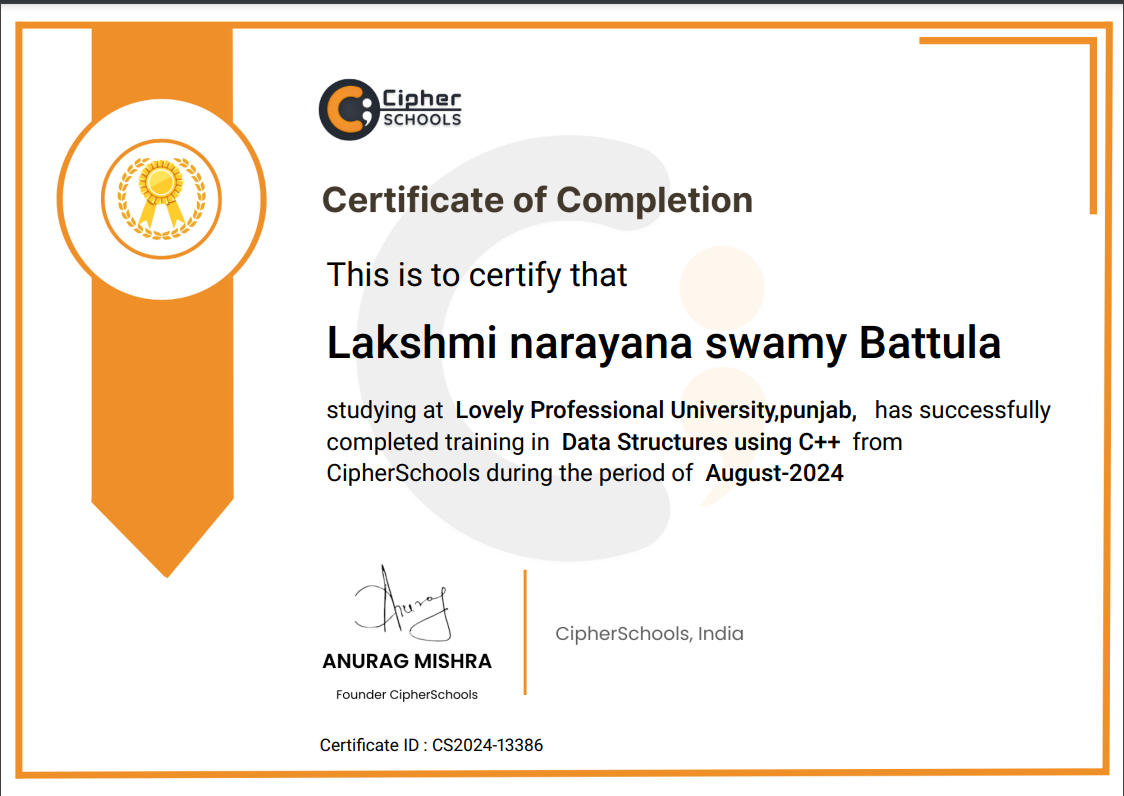 Cipher
SCHOOLS
Certificate of Completion
This is to certify that
Lakshmi narayana swamy Battula
studying at Lovely Professional University,punjab, has successfully
completed training in Data Structures using C++ from
CipherSchools during the period of August-2024
Anurag
ANURAG MISHRA
Founder CipherSchools
CipherSchools, India
Certificate ID : CS2024-13386